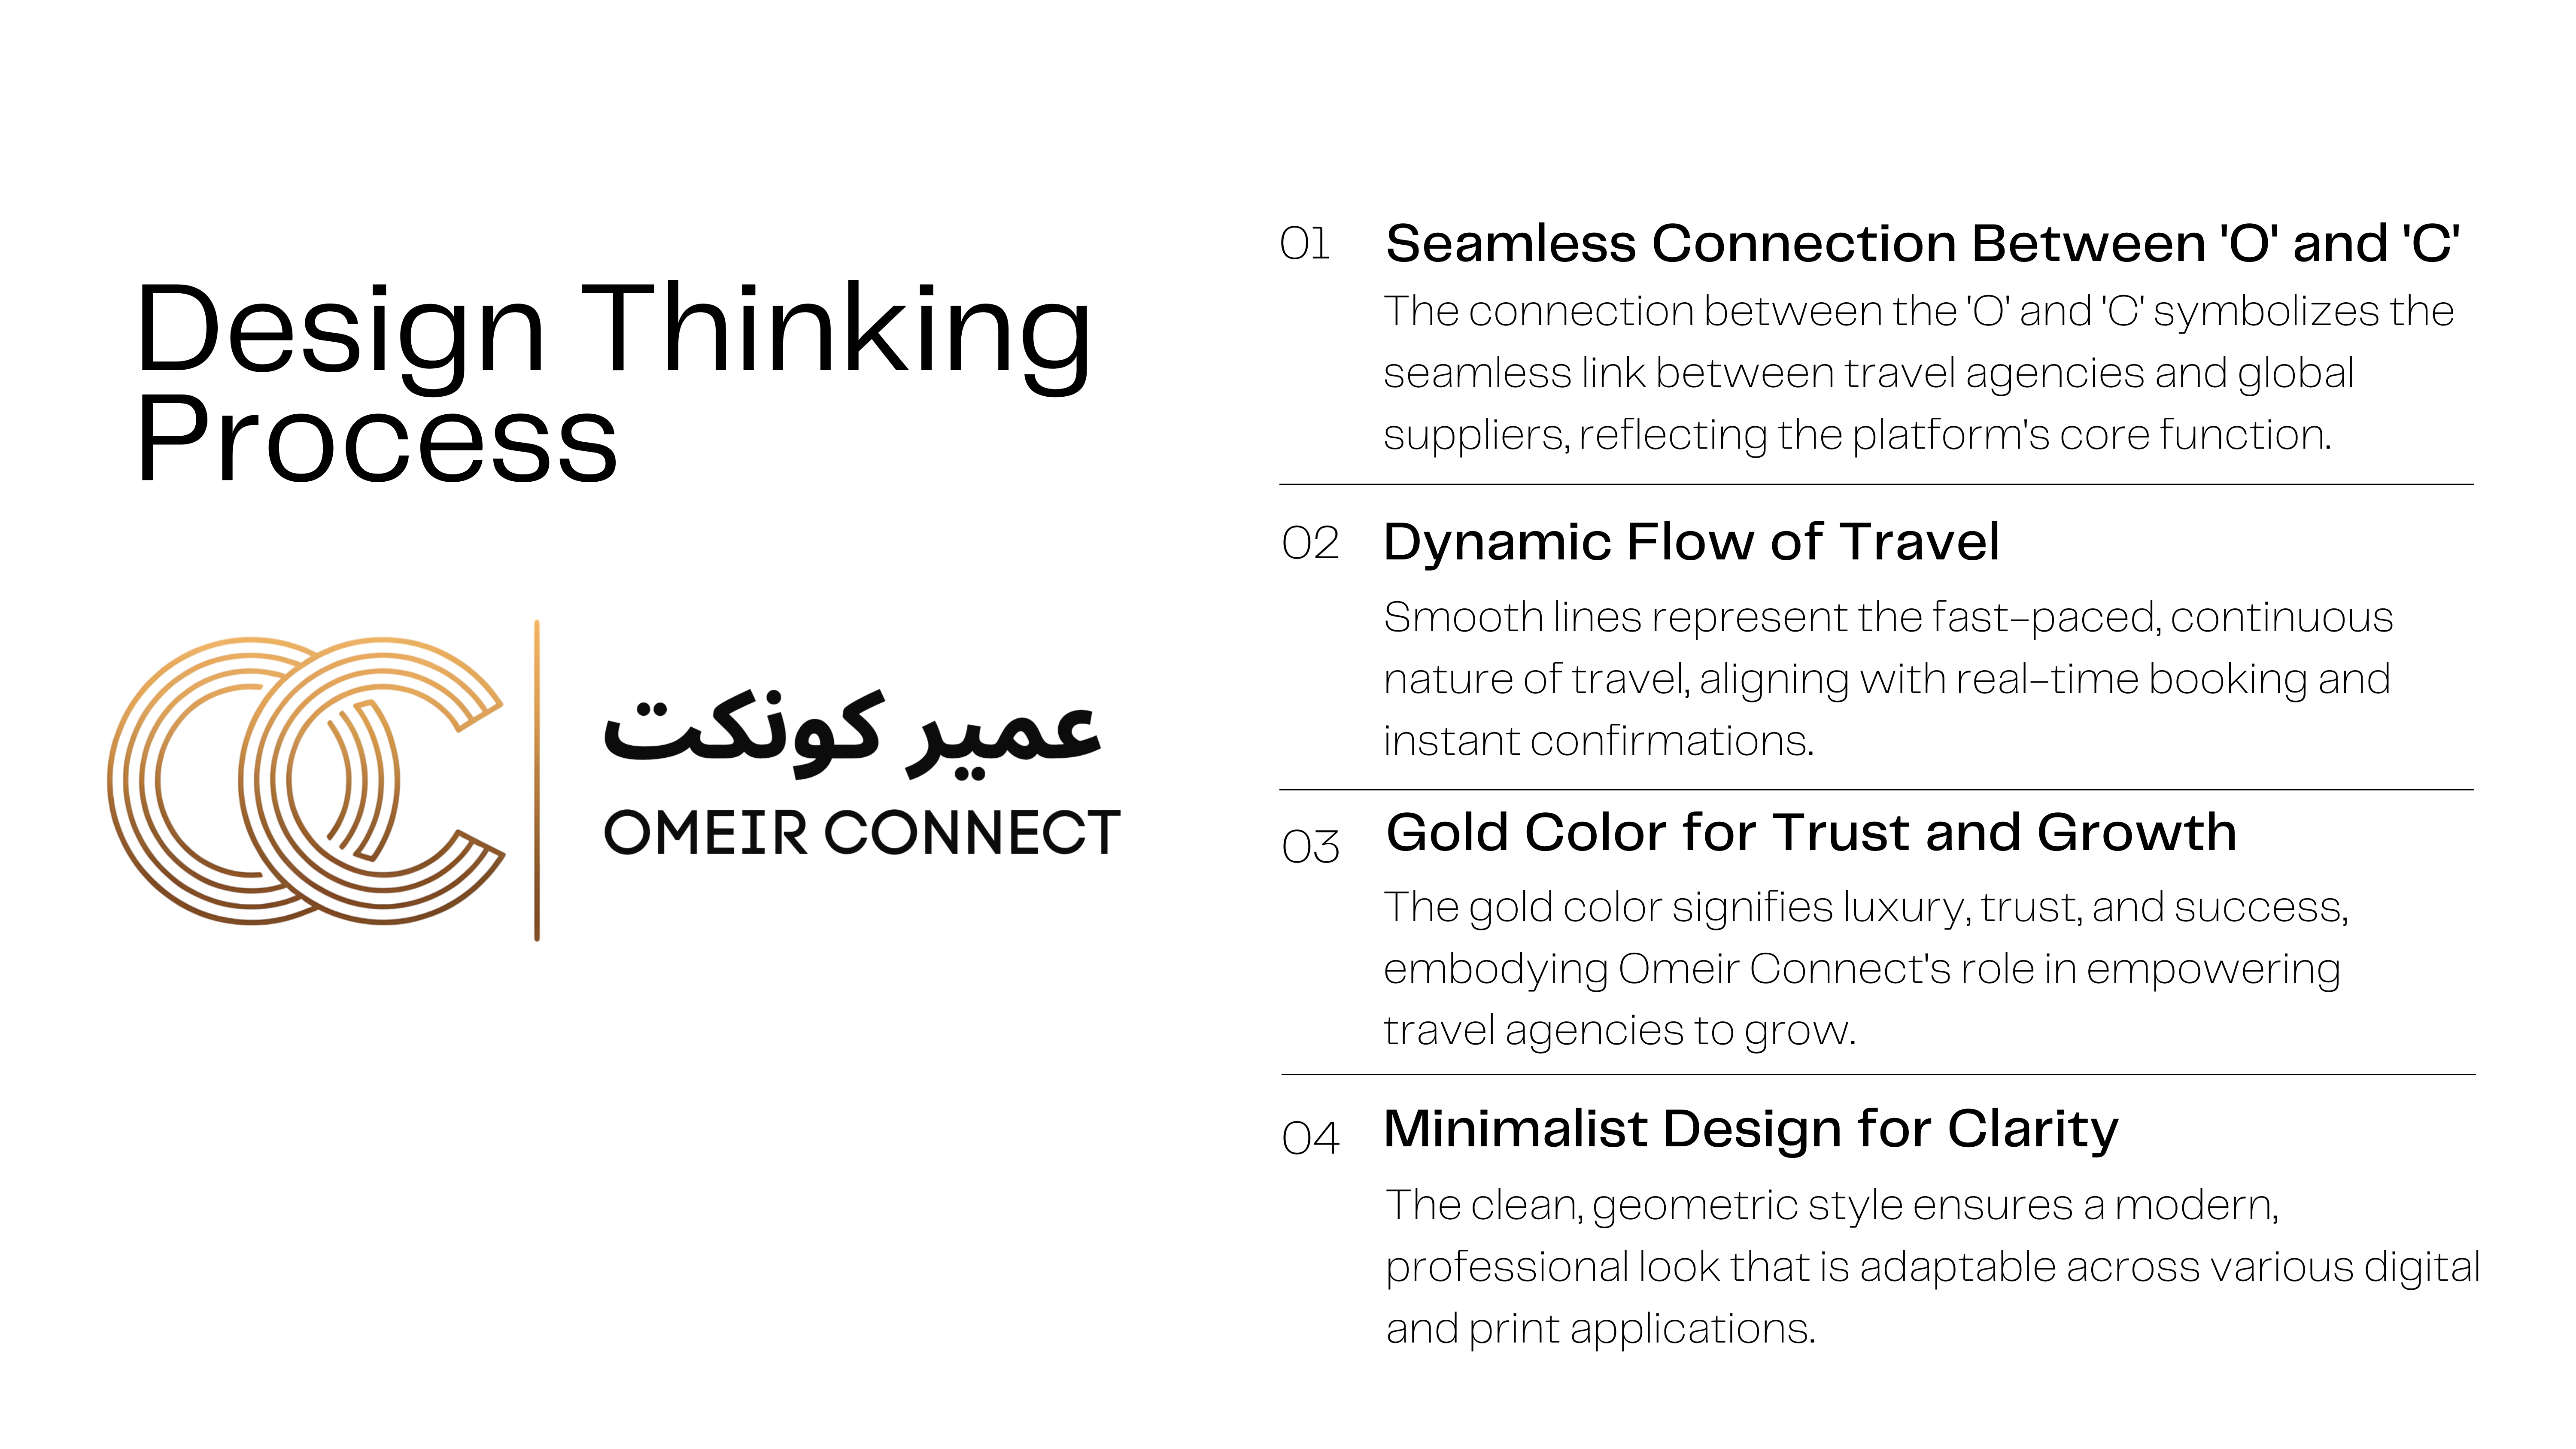 Design Thinking
Process
عمير كونكت
OMEIR CONNECT
01
Seamless Connection Between 'O' and 'C'
The connection between the 'O' and 'C' symbolizes the
seamless link between travel agencies and global
suppliers, reflecting the platform's core function.
02
Dynamic Flow of Travel
Smooth lines represent the fast-paced, continuous
nature of travel, aligning with real-time booking and
instant confirmations.
03
Gold Color for Trust and Growth
The gold color signifies luxury, trust, and success,
embodying Omeir Connect's role in empowering
travel agencies to grow.
04
Minimalist Design for Clarity
The clean, geometric style ensures a modern,
professional look that is adaptable across various digital
and print applications.